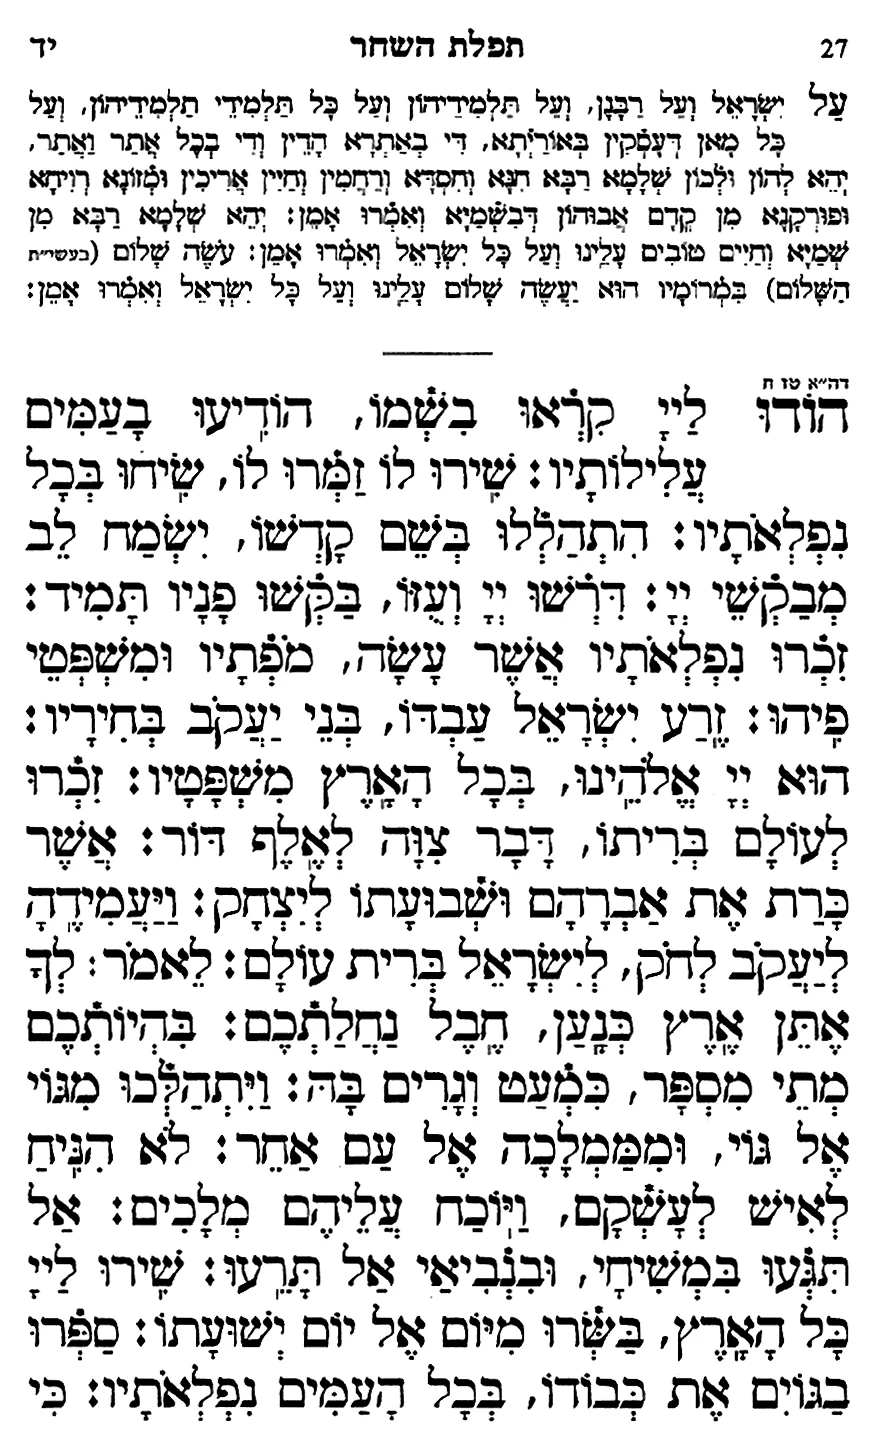 27 תפלת השחר יד
עַל יִשְׂרָאֵל וְעַל רַבָּנָן, וְעַל תַּלְמִידֵיהוֹן וְעַל כָּל תַּלְמִידֵי תַלְמִידֵיהוֹן, וְעַל
כָּל מָאן דְּעָסְקִין בְּאוֹרַיְתָא, דִּי בְאַתְרָא הָדֵין וְדִי בְכָל אֲתַר וַאֲתַר,
יְהֵא לְהוֹן וּלְכוֹן שְׁלָמָא רַבָּא חִנָּא וְחִסְדָּא וְרַחֲמִין וְחַיִּין אֲרִיכִין וּמְזוֹנָא רְוִיחָא
וּפוּרְקָנָא מִן קֳדָם אֲבוּהוֹן דְּבִשְׁמַיָּא וְאִמְרוּ אָמֵן: יְהֵא שְׁלָמָא רַבָּא מִן
שְׁמַיָּא וְחַיִּים טוֹבִים עָלֵינוּ וְעַל כָּל יִשְׂרָאֵל וְאִמְרוּ אָמֵן: עֹשֶׂה שָׁלוֹם (בעשי״ת
הַשָּׁלוֹם) בִּמְרוֹמָיו הוּא יַעֲשֶׂה שָׁלוֹם עָלֵינוּ וְעַל כָּל יִשְׂרָאֵל וְאִמְרוּ אָמֵן:
דה״א טז ח
הוֹדוּ לַייָ קִרְאוּ בִשְׁמוֹ, הוֹדִיעוּ בָעַמִּים
עֲלִילוֹתָיו: שִׁירוּ לוֹ זַמְּרוּ לוֹ, שִׂיחוּ בְּכָל
נִפְלְאֹתָיו: הִתְהַלְלוּ בְּשֵׁם קָדְשׁוֹ, יִשְׂמַח לֵב
מְבַקְשֵׁי יְיָ: דִּרְשׁוּ יְיָ וְעֻזּוֹ, בַּקְּשׁוּ פָנָיו תָּמִיד:
זִכְרוּ נִפְלְאֹתָיו אֲשֶׁר עָשָׂה, מֹפְתָיו וּמִשְׁפְּטֵי
פִיהוּ: זֶרַע יִשְׂרָאֵל עַבְדּוֹ, בְּנֵי יַעֲקֹב בְּחִירָיו:
הוּא יְיָ אֱלֹהֵינוּ, בְּכָל הָאָרֶץ מִשְׁפָּטָיו: זִכְרוּ
לְעוֹלָם בְּרִיתוֹ, דָּבָר צִוָּה לְאֶלֶף דּוֹר: אֲשֶׁר
כָּרַת אֶת אַבְרָהָם וּשְׁבוּעָתוֹ לְיִצְחָק: וַיַּעֲמִידֶהָ
לְיַעֲקֹב לְחֹק, לְיִשְׂרָאֵל בְּרִית עוֹלָם: לֵאמֹר: לְךָ
אֶתֵּן אֶרֶץ כְּנָעַן, חֶבֶל נַחֲלַתְכֶם: בִּהְיוֹתְכֶם
מְתֵי מִסְפָּר, כִּמְעַט וְגָרִים בָּהּ: וַיִּתְהַלְּכוּ מִגּוֹי
אֶל גּוֹי, וּמִמַּמְלָכָה אֶל עַם אַחֵר: לֹא הִנִּיחַ
לְאִישׁ לְעָשְׁקָם, וַיּוֹכַח עֲלֵיהֶם מְלָכִים: אַל
תִּגְּעוּ בִּמְשִׁיחָי, וּבִנְבִיאַי אַל תָּרֵעוּ: שִׁירוּ לַייָ
כָּל הָאָרֶץ, בַּשְּׂרוּ מִיּוֹם אֶל יוֹם יְשׁוּעָתוֹ: סַפְּרוּ
בַגּוֹיִם אֶת כְּבוֹדוֹ, בְּכָל הָעַמִּים נִפְלְאֹתָיו: כִּי